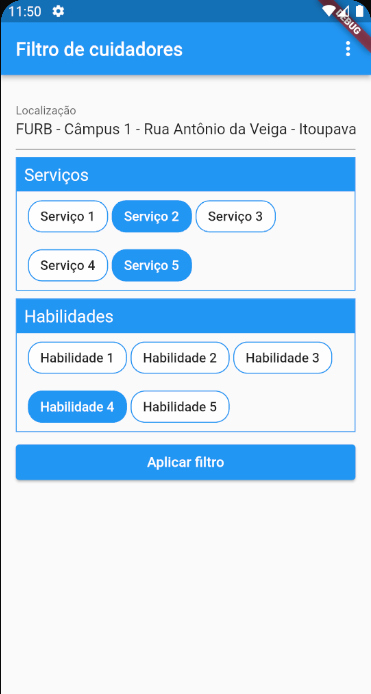 11:50
DEBUG
Filtro de cuidadores
Localização
FURB - Câmpus 1 - Rua Antônio da Veiga - Itoupava
Serviços
Serviço 1 Serviço 2 Serviço 3
Serviço 4 Serviço 5
Habilidades
Habilidade 1 Habilidade 2 Habilidade 3
Habilidade 4 Habilidade 5
Aplicar filtro